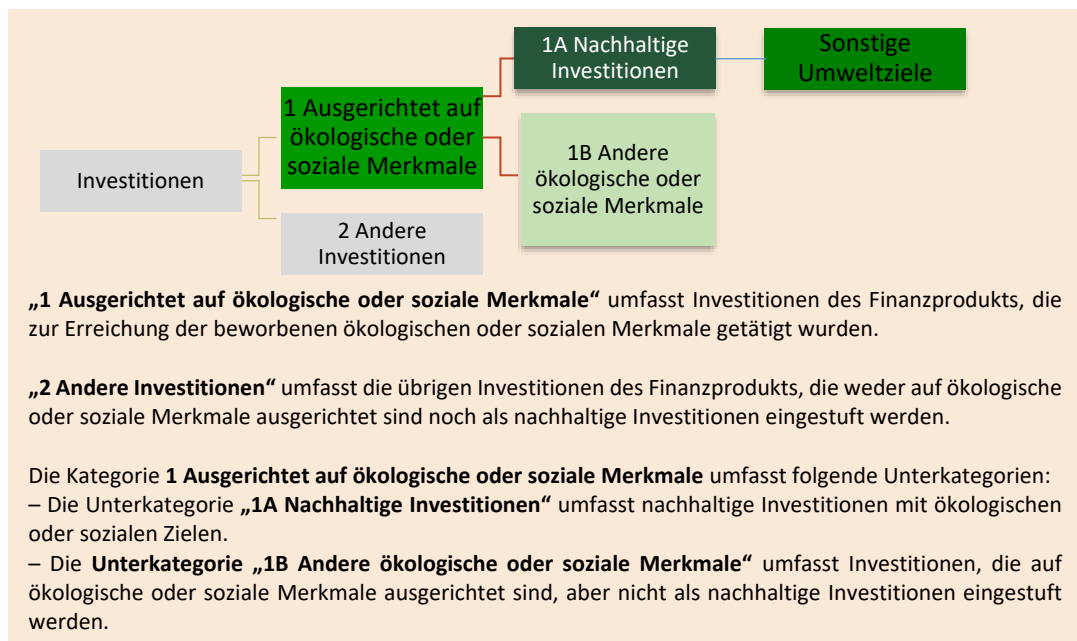 1A Nachhaltige
Investitionen
Sonstige
Umweltziele
1 Ausgerichtet auf
ökologische oder
soziale Merkmale
1B Andere
ökologische oder
soziale Merkmale
Investitionen
2 Andere
Investitionen
„1 Ausgerichtet auf ökologische oder soziale Merkmale“ umfasst Investitionen des Finanzprodukts, die
zur Erreichung der beworbenen ökologischen oder sozialen Merkmale getätigt wurden.
„2 Andere Investitionen“ umfasst die übrigen Investitionen des Finanzprodukts, die weder auf ökologische
oder soziale Merkmale ausgerichtet sind noch als nachhaltige Investitionen eingestuft werden.
Die Kategorie 1 Ausgerichtet auf ökologische oder soziale Merkmale umfasst folgende Unterkategorien:
– Die Unterkategorie „1A Nachhaltige Investitionen“ umfasst nachhaltige Investitionen mit ökologischen
oder sozialen Zielen.
– Die Unterkategorie „1B Andere ökologische oder soziale Merkmale“ umfasst Investitionen, die auf
ökologische oder soziale Merkmale ausgerichtet sind, aber nicht als nachhaltige Investitionen eingestuft
werden.